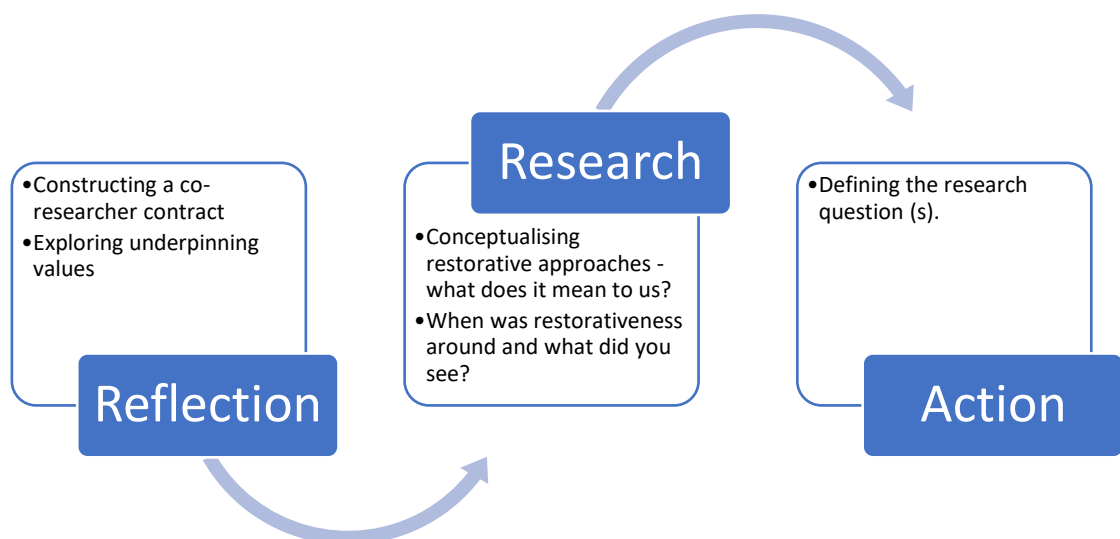 •Constructing a co-
researcher contract
•Exploring underpinning
values
Reflection
Research
•Conceptualising
restorative approaches -
what does it mean to us?
•When was restorativeness
around and what did you
see?
•Defining the research
question (s).
Action